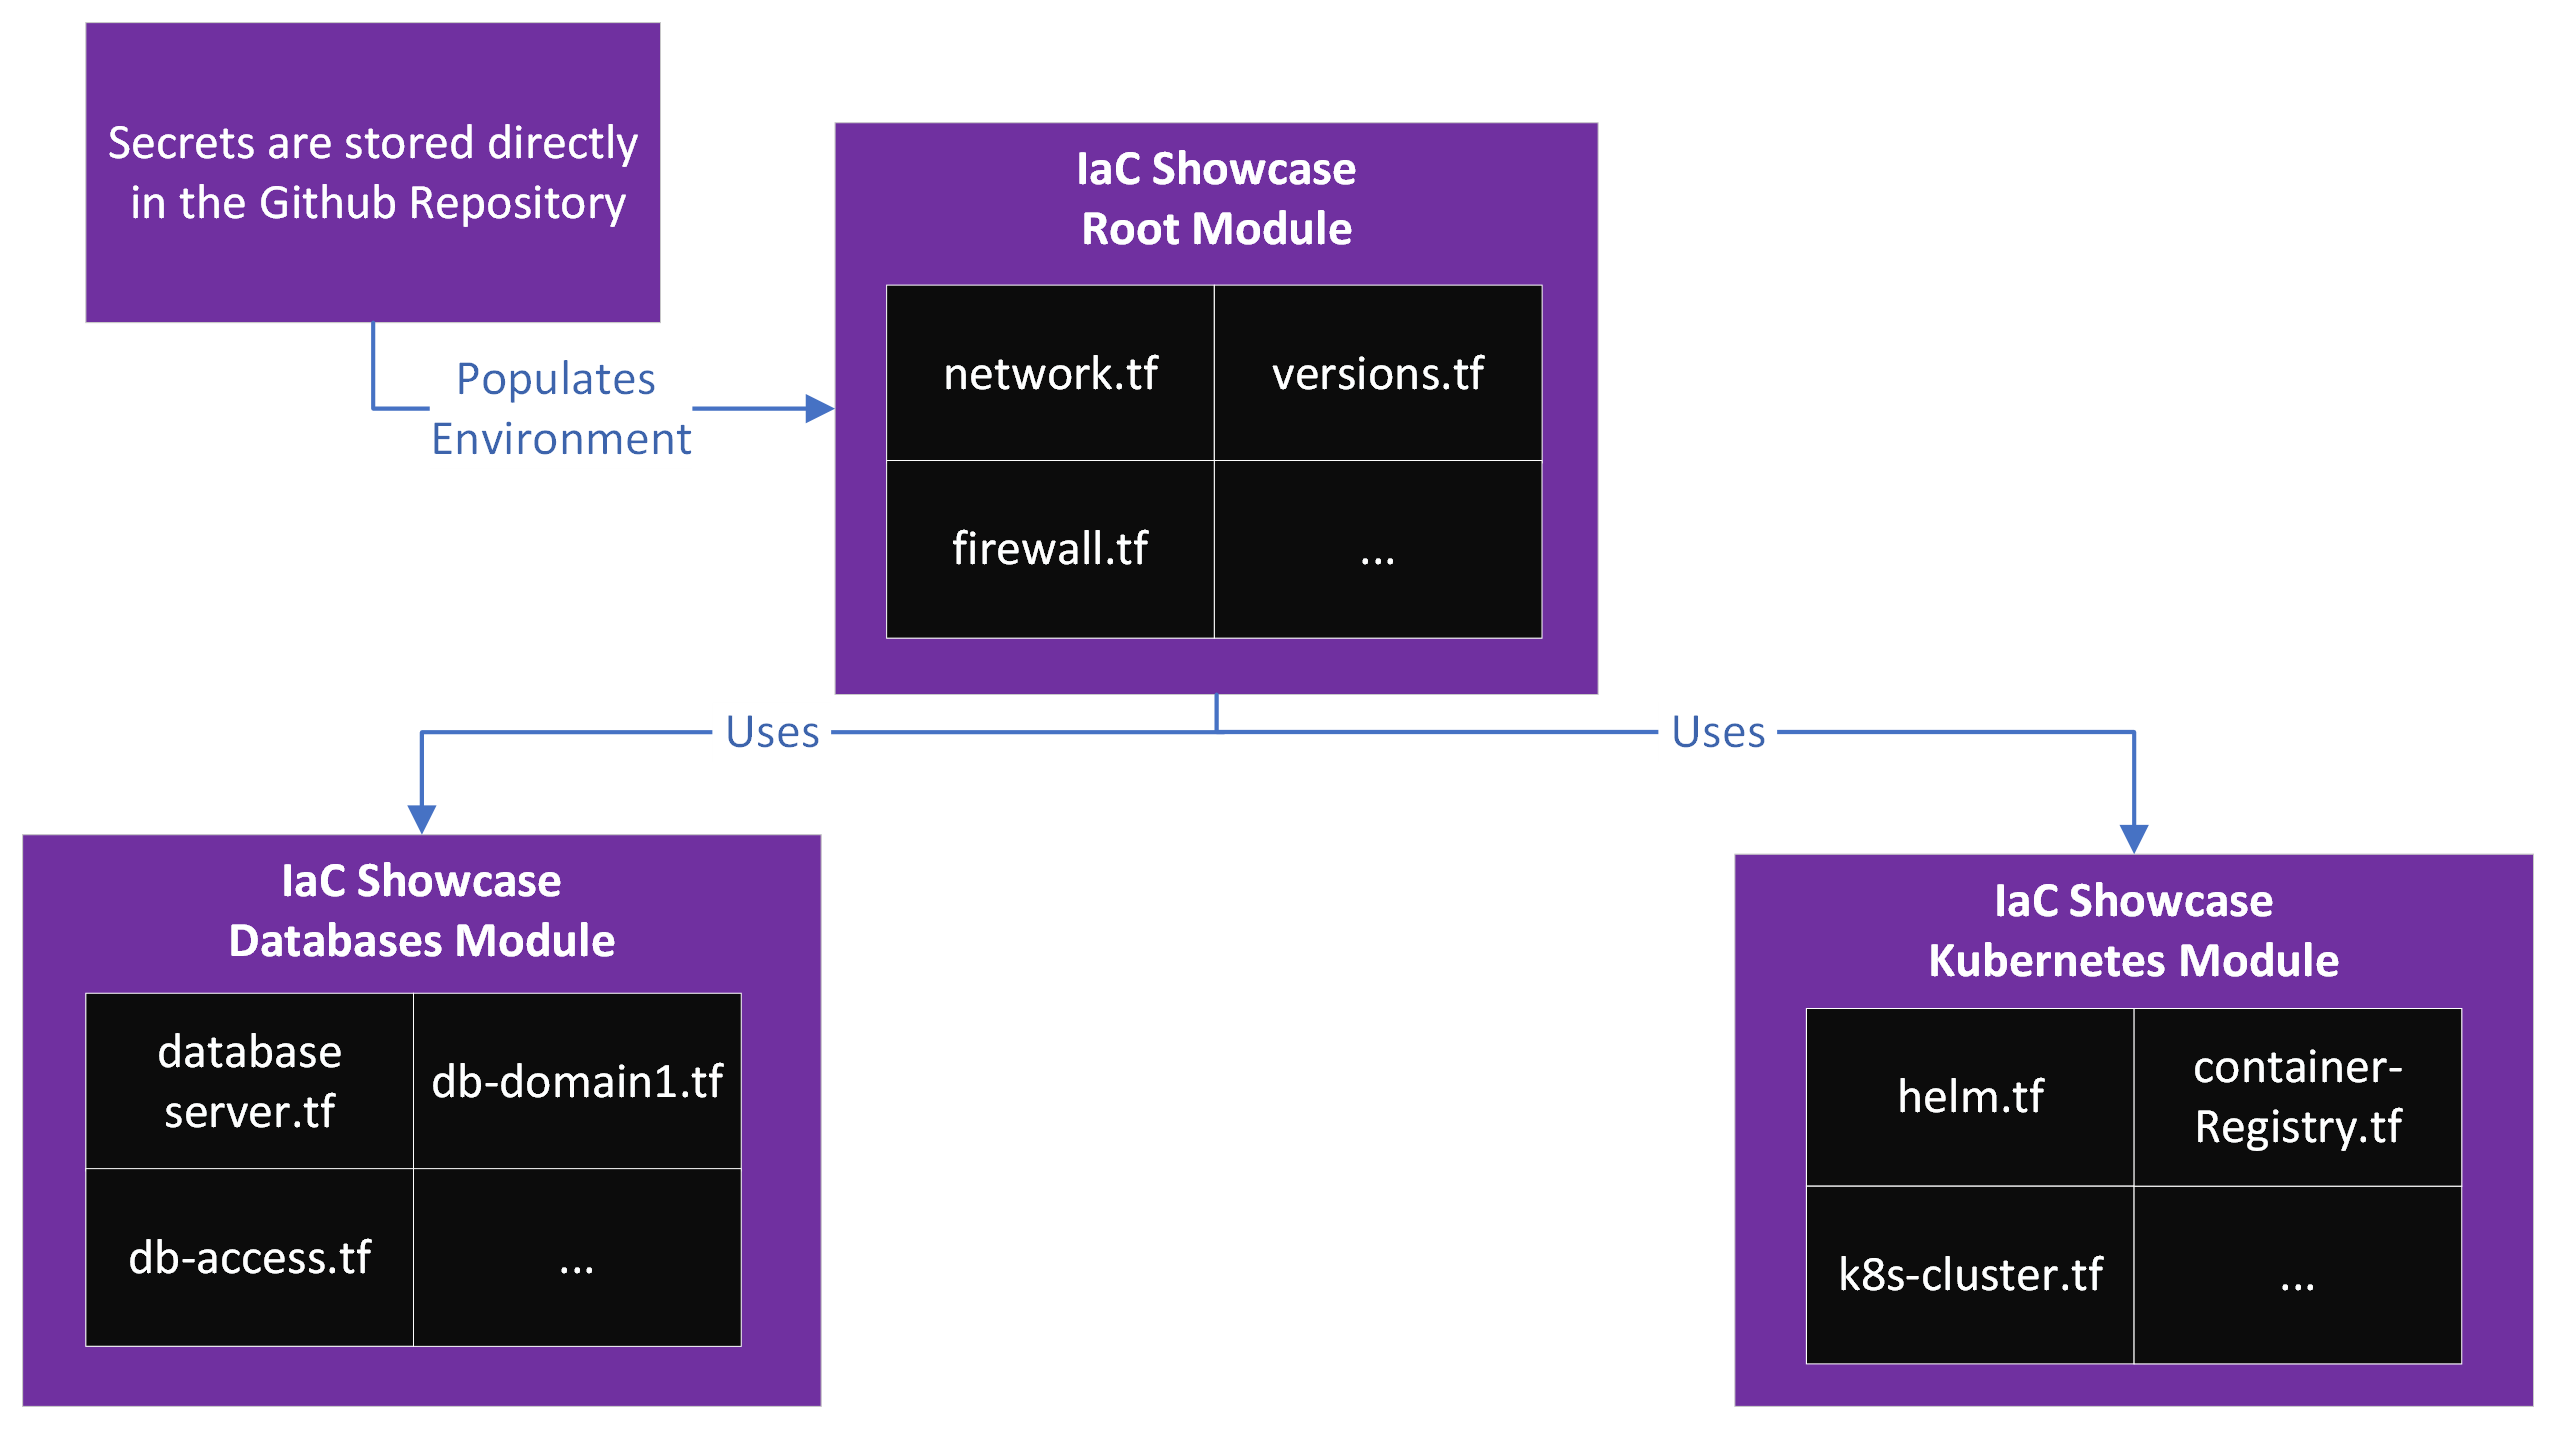 Secrets are stored directly
in the Github Repository
Populates
Environment
IaC Showcase
Root Module
network.tf
versions.tf
firewall.tf
...
Uses
Uses
IaC Showcase
Databases Module
database
server.tf
db-domain1.tf
db-access.tf
...
IaC Showcase
Kubernetes Module
helm.tf
container-
Registry.tf
k8s-cluster.tf
...